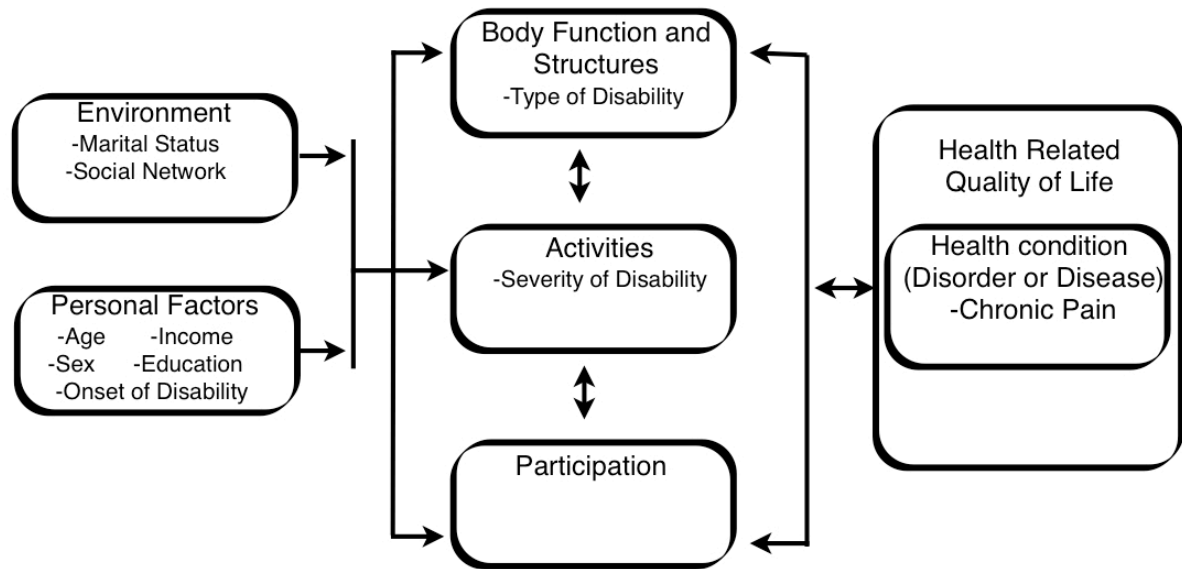 Environment
-Marital Status
-Social Network
Personal Factors
-Age -Income
-Sex -Education
-Onset of Disability
Body Function and
Structures
-Type of Disability
Activities
-Severity of Disability
Participation
Health Related
Quality of Life
Health condition
(Disorder or Disease)
-Chronic Pain